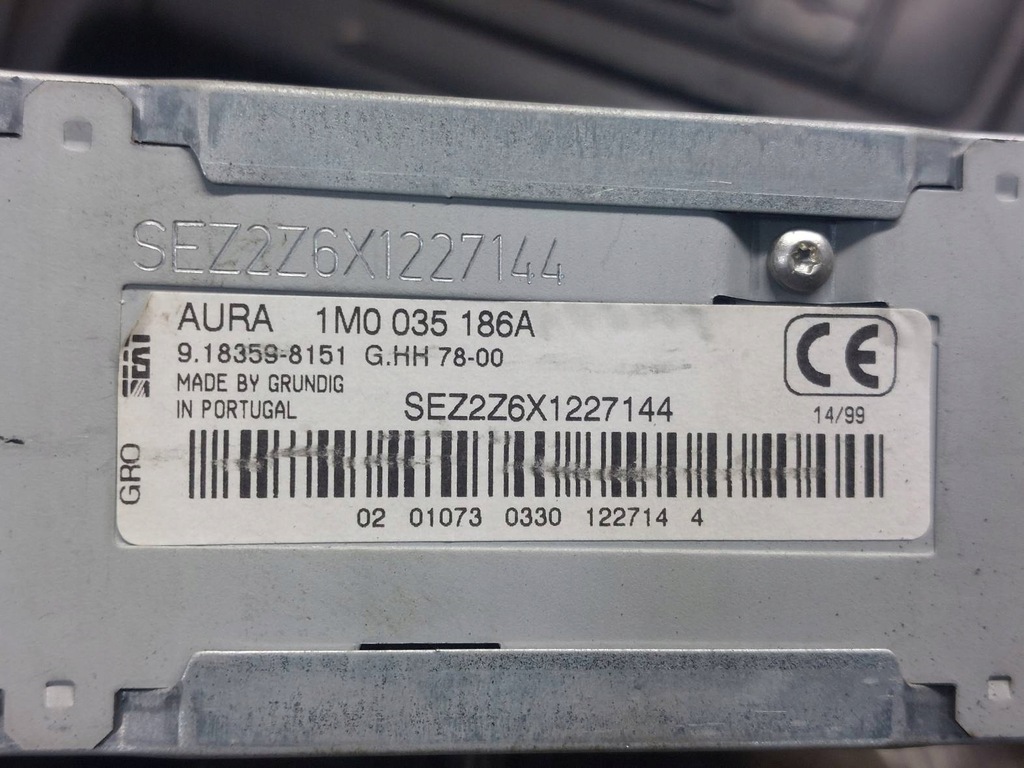 SEZ2Z6X1227144
AURA 1M0 035 186A
9.18359-8151 G.HH 78-00
MADE BY GRUNDIG
IN PORTUGAL
SEZ2Z6X1227144
CE
14/99
GRO
02 01073 0330 122714 4